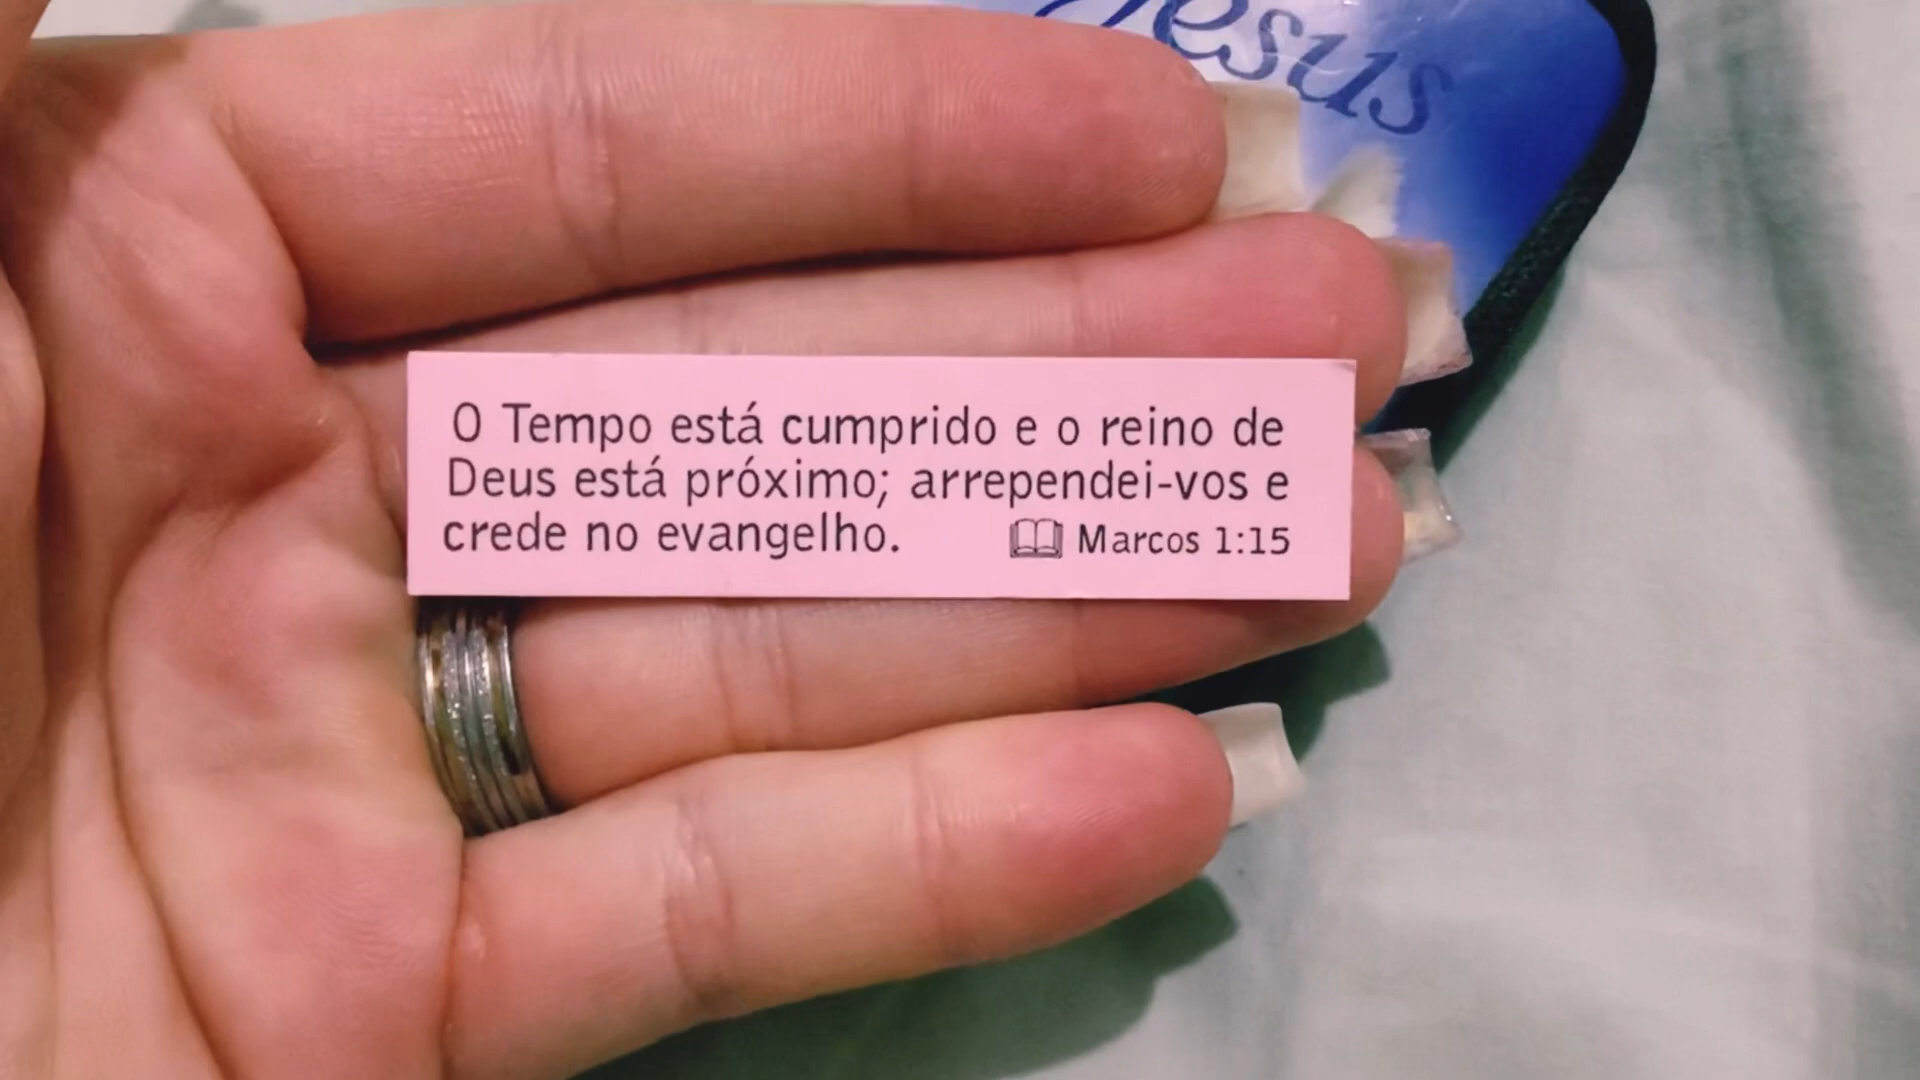 Jesus
O Tempo está cumprido e o reino de
Deus está próximo; arrependei-vos e
crede no evangelho.
Marcos 1:15